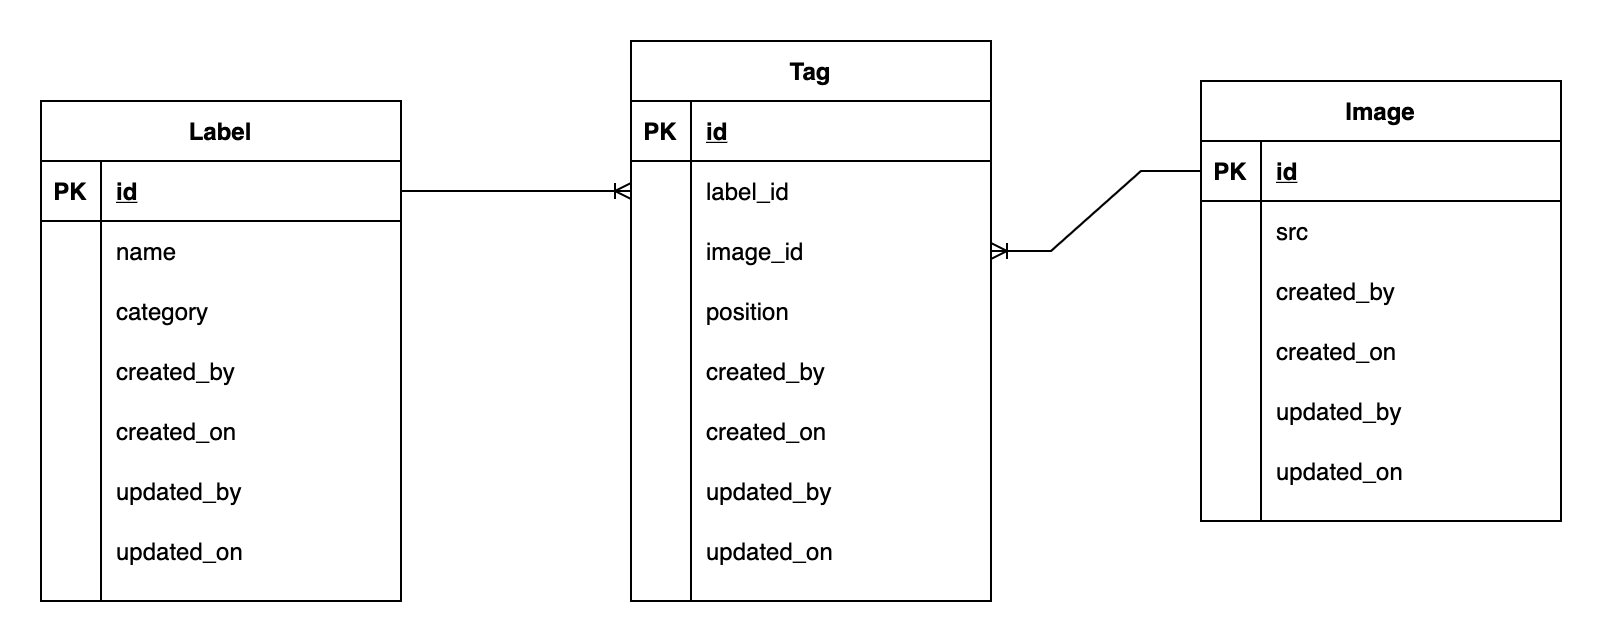 Label
PK id
name
category
created_by
created_on
updated_by
updated_on
Tag
PK id
label_id
image_id
position
created_by
created_on
updated_by
updated_on
Image
PK id
src
created_by
created_on
updated_by
updated_on